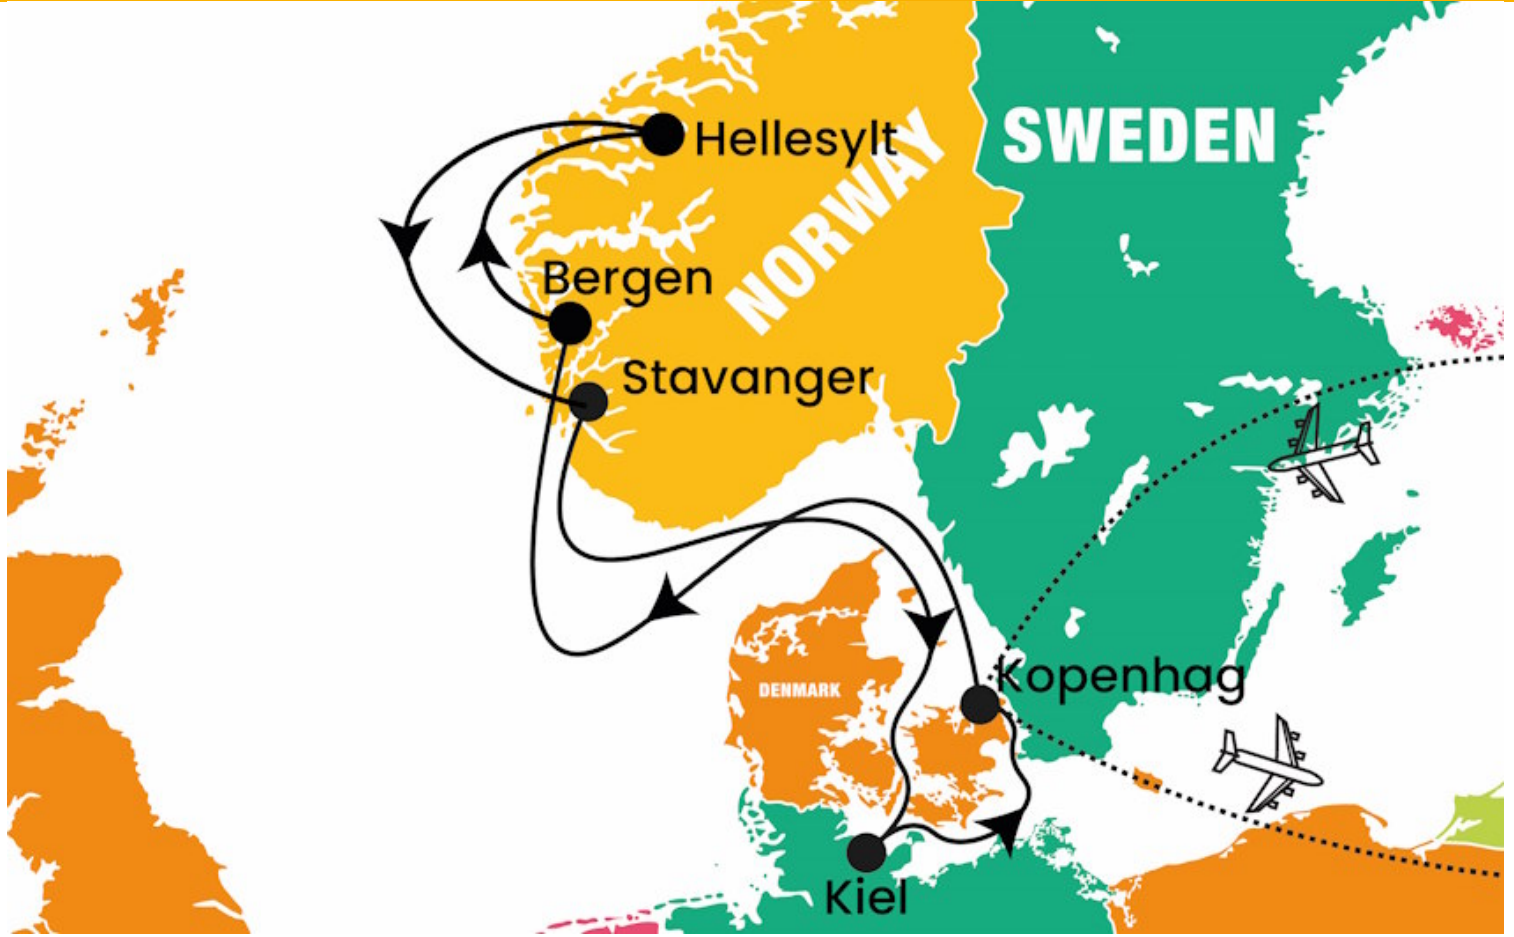 Hellesylt
NORWAY
SWEDEN
Bergen
Stavanger
DENMARK
Kopenhag
Kiel